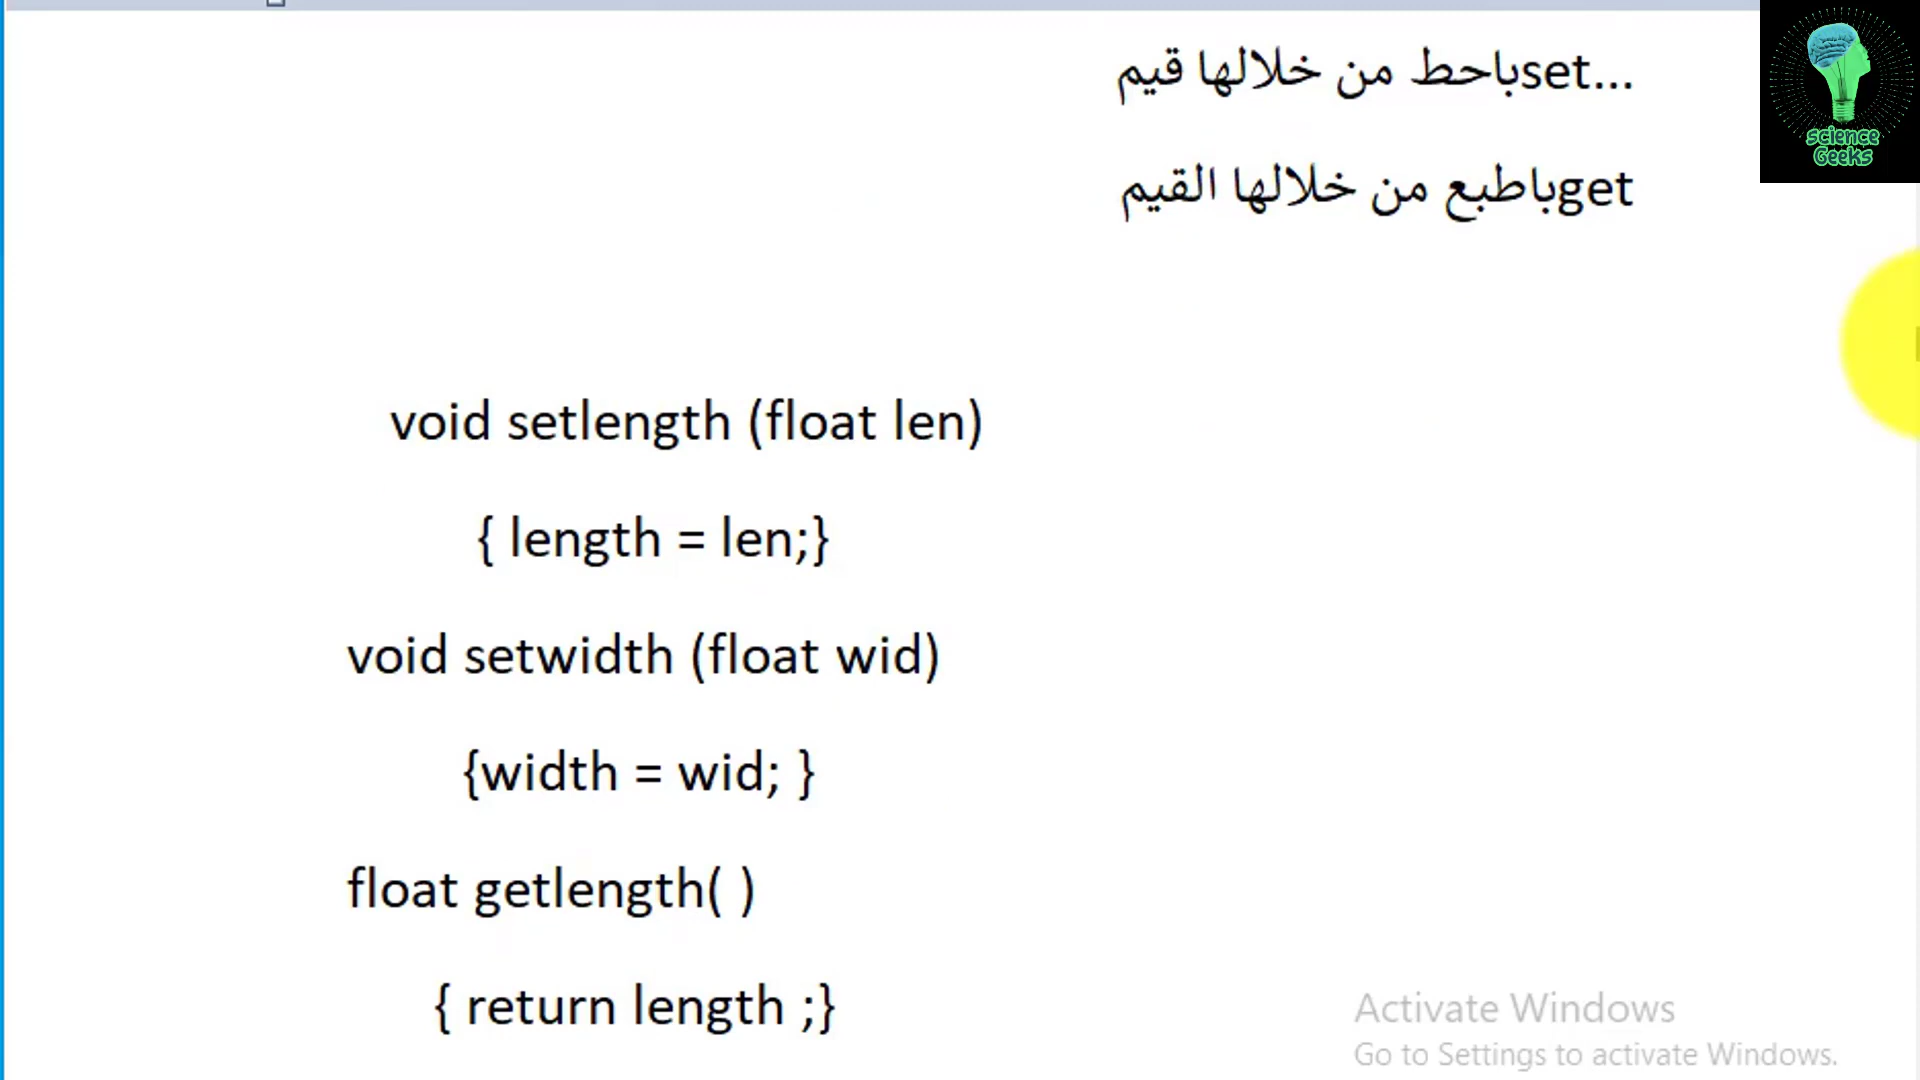 set...باحط من خلالها قيم
getباطبع من خلالها القيم
void setlength (float len)
{ length = len;}
void setwidth (float wid)
{width = wid; }
float getlength( )
{ return length ;}
science
Geeks
Activate Windows
Go to Settings to activate Windows.